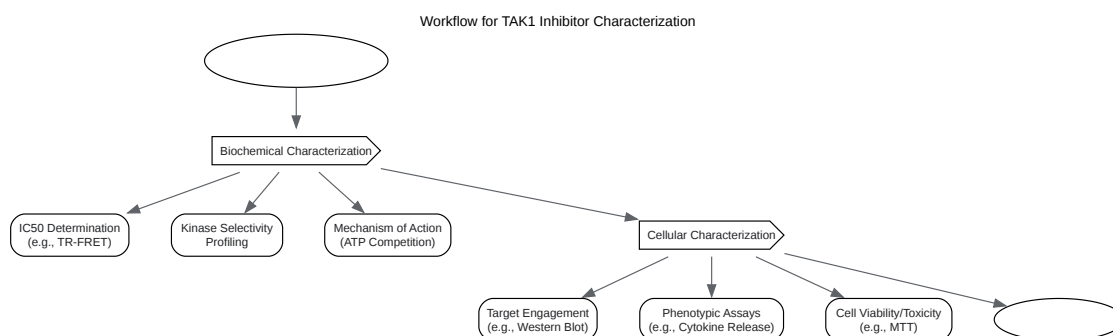 Workflow for TAK1 Inhibitor Characterization
Biochemical Characterization
IC50 Determination
(e.g., TR-FRET)
Kinase Selectivity
Profiling
Mechanism of Action
(ATP Competition)
Cellular Characterization
Target Engagement
(e.g., Western Blot)
Phenotypic Assays
(e.g., Cytokine Release)
Cell Viability/Toxicity
(e.g., MTT)